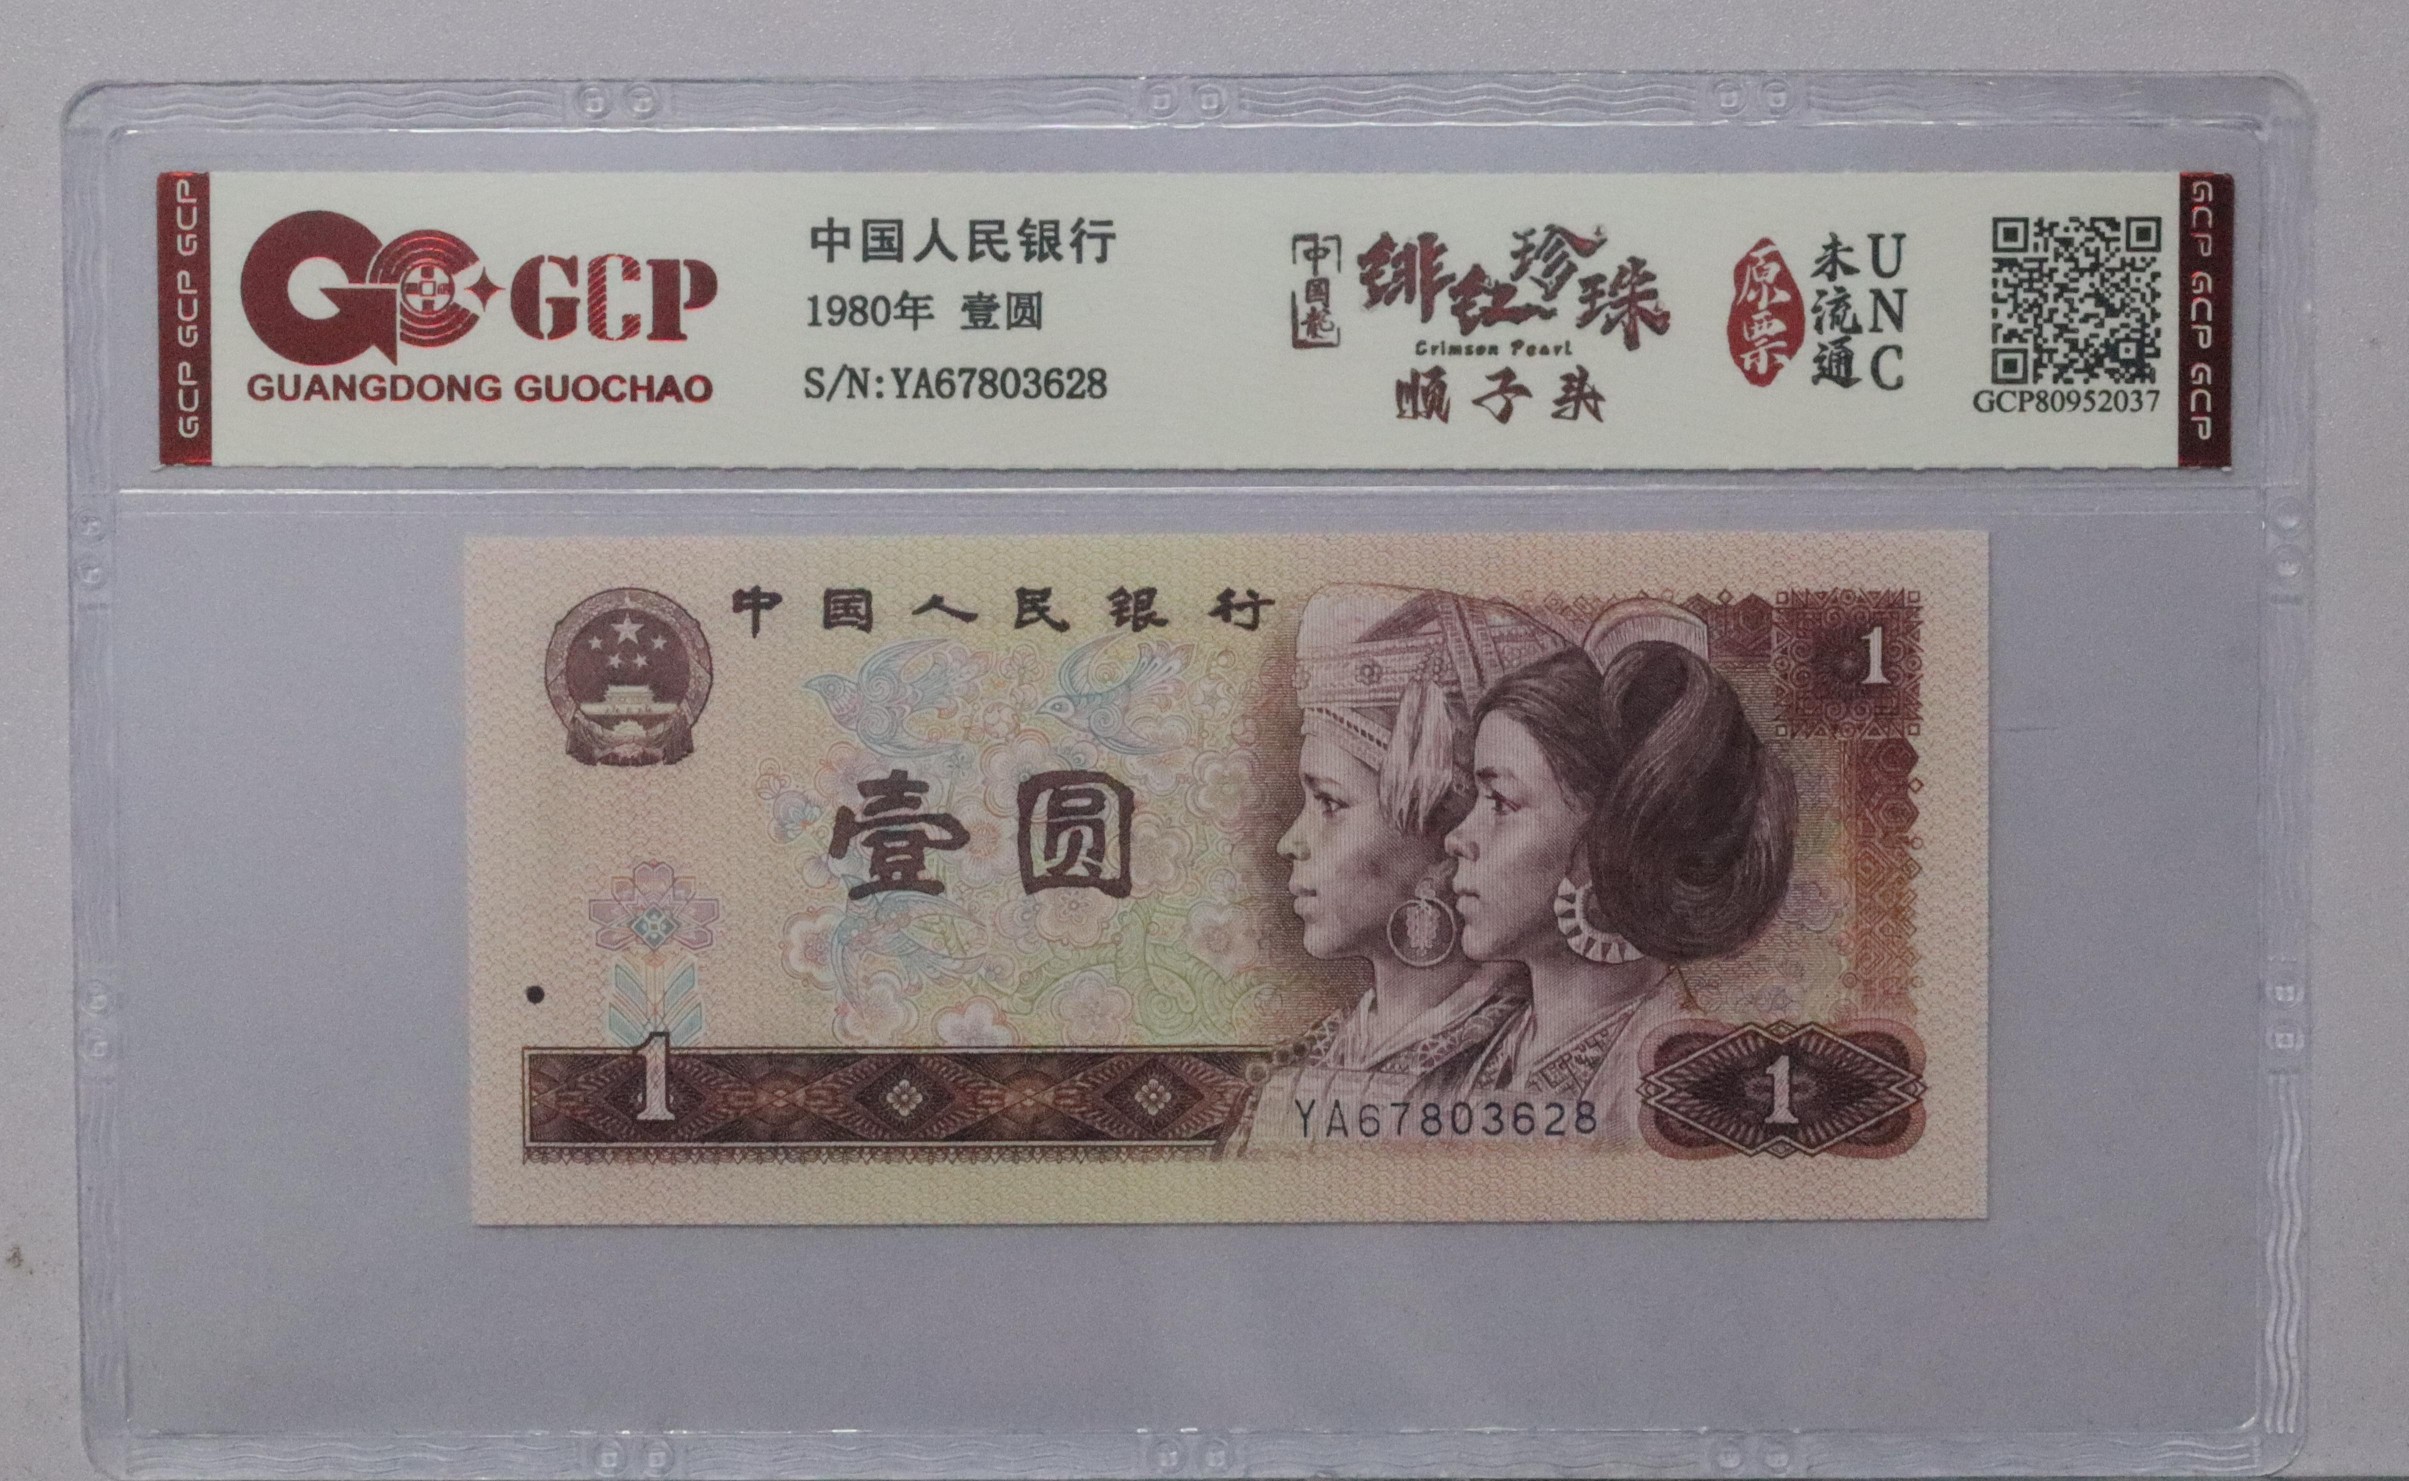 GCP GCP GCP
GCP
GUANGDONG GUOCHAO
中国人民银行
1980年 壹圆
S/N:YA67803628
中国龙
绯红珍珠
Crimson Pearl
顺子头
原票
未流通
UNC
GCP80952037
GCP GCP GCP
中国人民银行
1
壹圆
1
YA67803628
1